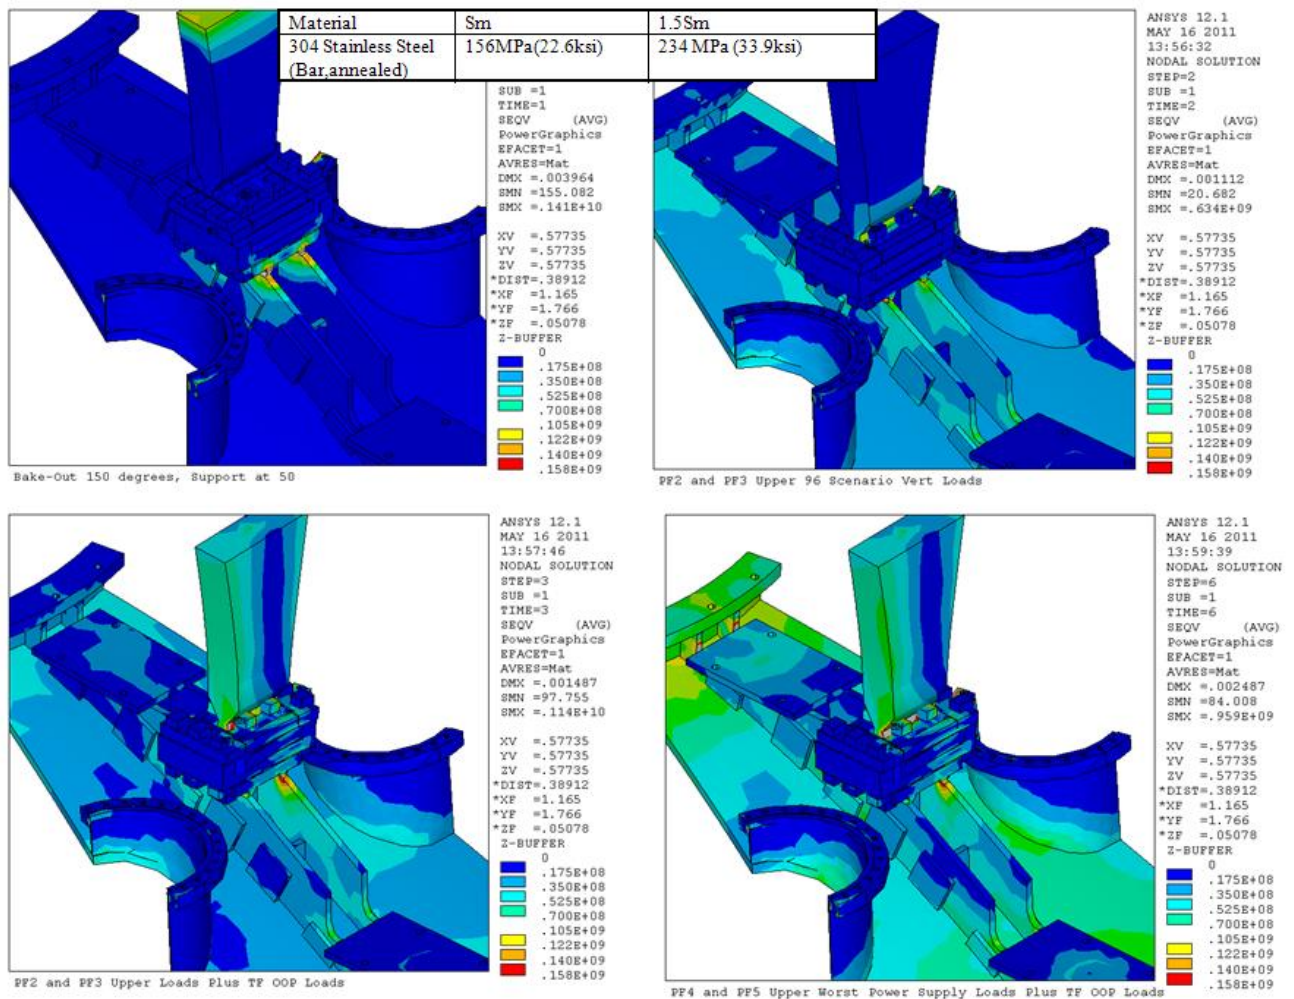 Material Sm 1.5Sm
304 Stainless Steel 156MPa(22.6ksi) 234 MPa (33.9ksi)
(Bar,annealed)
SUB =1
TIME=1
SEQV (AVG)
PowerGraphics
EFACET=1
AVRES=Mat
DMX =.003964
SMN =155.082
SMX =.141E+10
XV =.57735
YV =.57735
ZV =.57735
*DIST=.38912
*XF =1.165
*YF =1.766
*ZF =.05078
Z-BUFFER
0
.175E+08
.350E+08
.525E+08
.700E+08
.105E+09
.122E+09
.140E+09
.158E+09
Bake-Out 150 degrees, Support at 50
ANSYS 12.1
MAY 16 2011
13:56:32
NODAL SOLUTION
STEP=2
SUB =1
TIME=2
SEQV (AVG)
PowerGraphics
EFACET=1
AVRES=Mat
DMX =.001112
SMN =20.682
SMX =.634E+09
XV =.57735
YV =.57735
ZV =.57735
*DIST=.38912
*XF =1.165
*YF =1.766
*ZF =.05078
Z-BUFFER
0
.175E+08
.350E+08
.525E+08
.700E+08
.105E+09
.122E+09
.140E+09
.158E+09
PF2 and PF3 Upper 96 Scenario Vert Loads
ANSYS 12.1
MAY 16 2011
13:57:46
NODAL SOLUTION
STEP=3
SUB =1
TIME=3
SEQV (AVG)
PowerGraphics
EFACET=1
AVRES=Mat
DMX =.001487
SMN =97.755
SMX =.114E+10
XV =.57735
YV =.57735
ZV =.57735
*DIST=.38912
*XF =1.165
*YF =1.766
*ZF =.05078
Z-BUFFER
0
.175E+08
.350E+08
.525E+08
.700E+08
.105E+09
.122E+09
.140E+09
.158E+09
PF2 and PF3 Upper Loads Plus TF OOP Loads
ANSYS 12.1
MAY 16 2011
13:59:39
NODAL SOLUTION
STEP=6
SUB =1
TIME=6
SEQV (AVG)
PowerGraphics
EFACET=1
AVRES=Mat
DMX =.002487
SMN =84.008
SMX =.959E+09
XV =.57735
YV =.57735
ZV =.57735
*DIST=.38912
*XF =1.165
*YF =1.766
*ZF =.05078
Z-BUFFER
0
.175E+08
.350E+08
.525E+08
.700E+08
.105E+09
.122E+09
.140E+09
.158E+09
PF4 and PF5 Upper Worst Power Supply Loads Plus TF OOP Loads